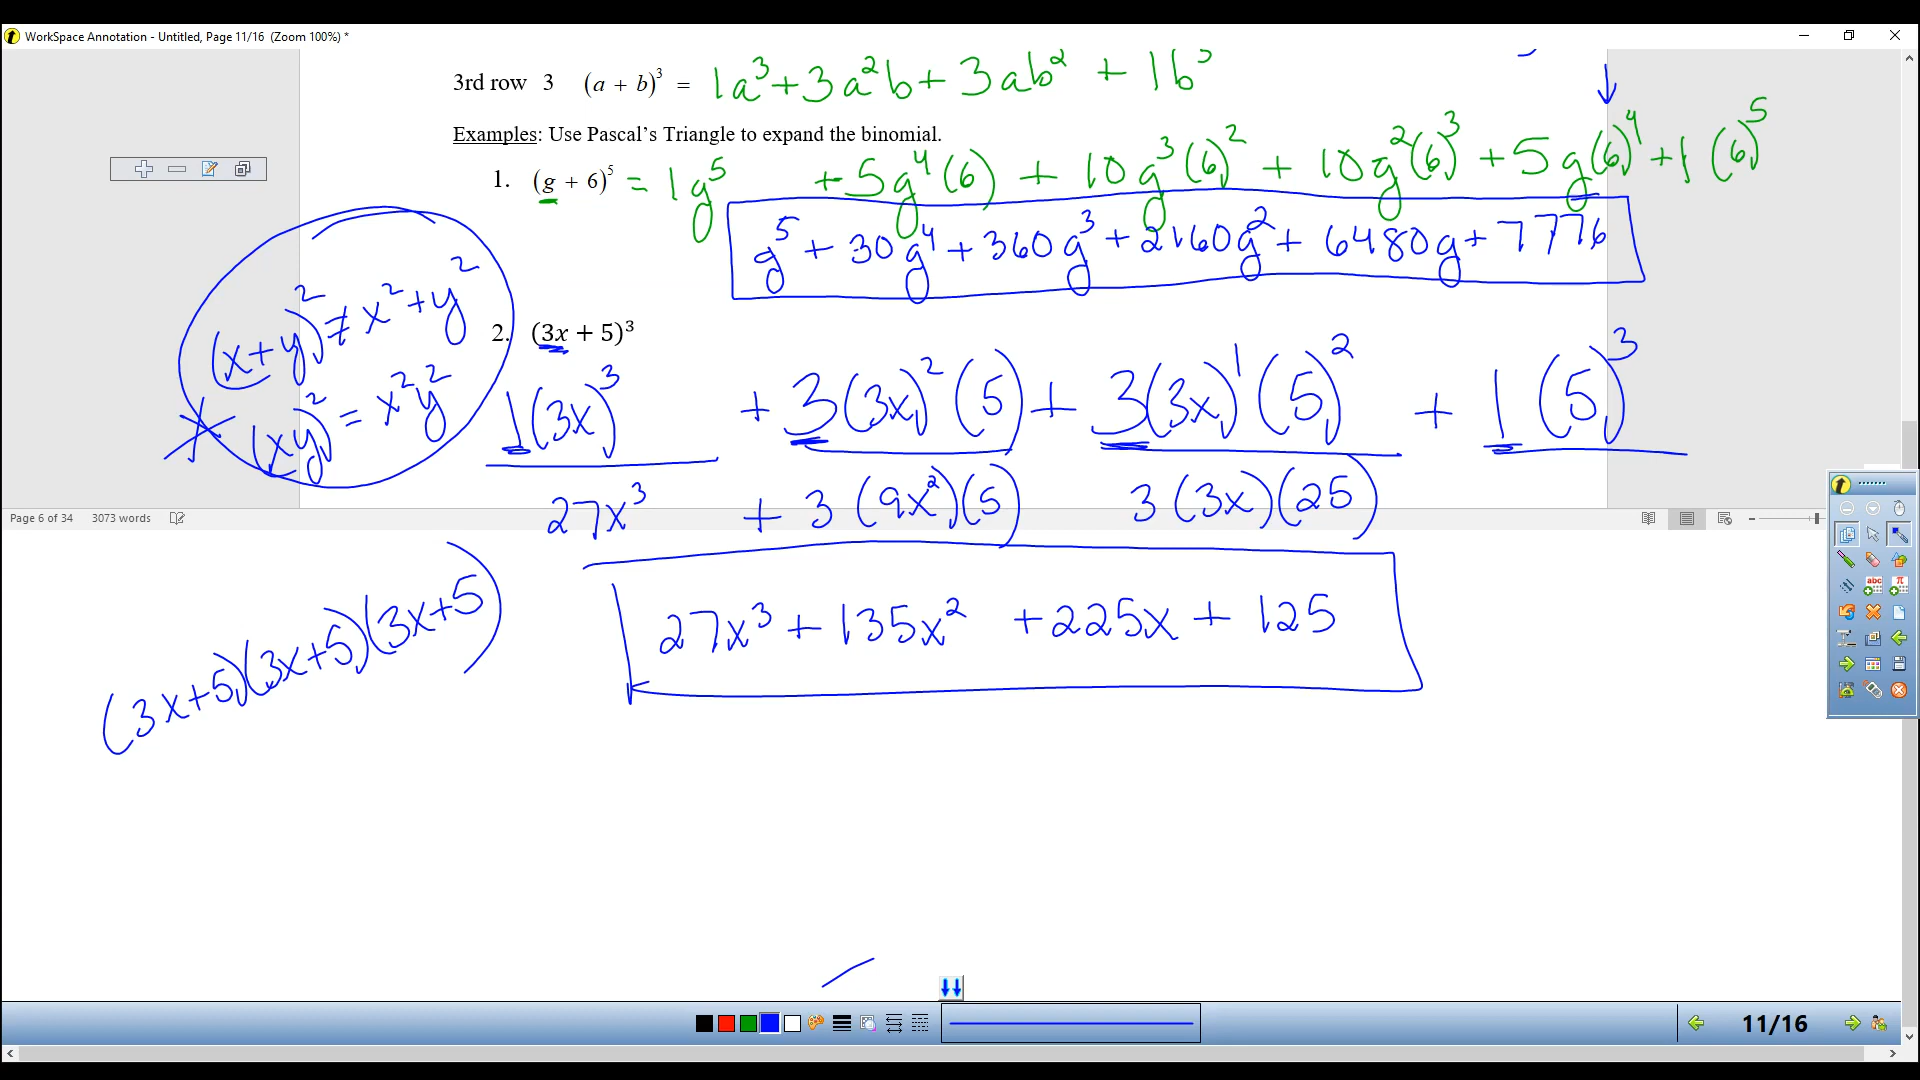 WorkSpace Annotation - Untitled, Page 11/16 (Zoom 100%) *
3rd row 3 (a + b)³ = 1a³+3a²b+3ab² + 1b³
Examples: Use Pascal's Triangle to expand the binomial.
1. (g + 6)⁵ = 1g⁵ +5g⁴(6) + 10g³(6)² + 10g²(6)³ +5g(6)⁴+1(6)⁵
g⁵ + 30g⁴+360g³+2160g²+ 6480g+7776
(x+y)²≠x²+y²
(xy)²=x²y²
2. (3x + 5)³
1(3x)³ + 3(3x)²(5) + 3(3x)¹(5)² + 1(5)³
27x³ + 3(9x²)(5) 3(3x)(25)
Page 6 of 34 3073 words
(3x+5)(3x+5)(3x+5)
27x³+135x² +225x+125
abc
π
11/16